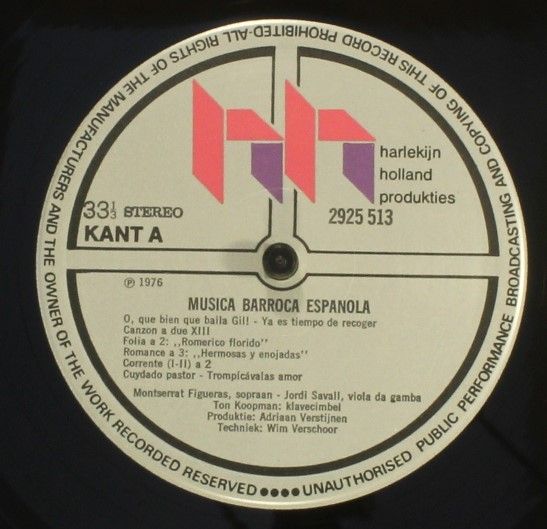 ALL RIGHTS OF THE MANUFACTURERS AND THE OWNER OF THE WORK RECORDED RESERVED •••• UNAUTHORISED PUBLIC PERFORMANCE BROADCASTING AND COPYING OF THIS RECORD PROHIBITED-
hh
harlekijn
holland
produkties
33⅓ STEREO
2925 513
KANT A
℗ 1976
MUSICA BARROCA ESPANOLA
O, que bien que baila Gil! - Ya es tiempo de recoger
Canzon a due XIII
Folia a 2: ,,Romerico florido''
Romance a 3: ,,Hermosas y enojadas''
Corrente (I-II) a 2
Cuydado pastor - Trompicávalas amor
Montserrat Figueras, sopraan - Jordi Savall, viola da gamba
Ton Koopman: klavecimbel
Produktie: Adriaan Verstijnen
Techniek: Wim Verschoor